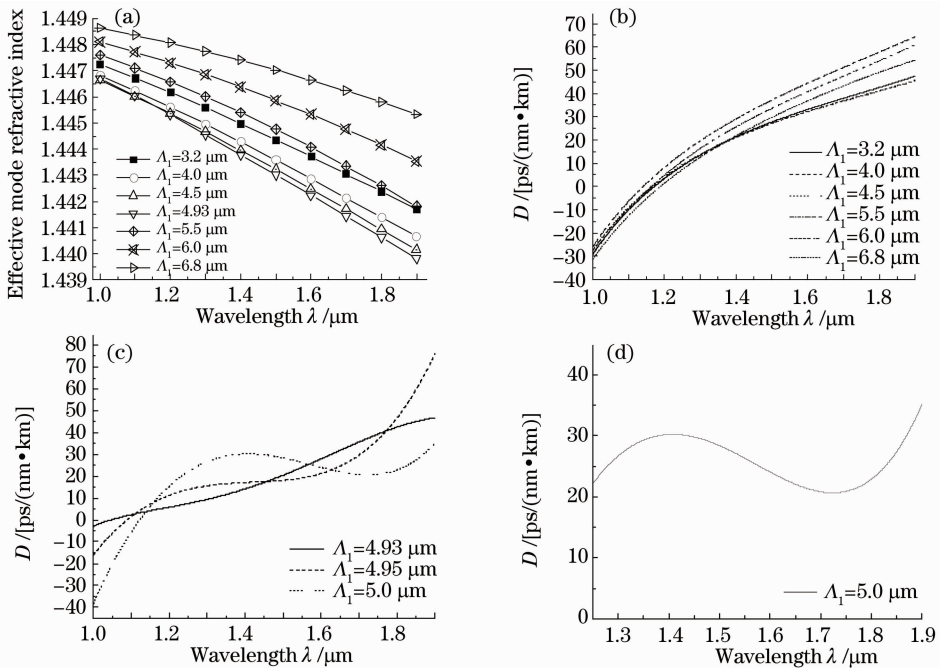 (a)
1.449
1.448
1.447
1.446
1.445
1.444
1.443
1.442
1.441
1.440
1.439
Effective mode refractive index
Λ₁=3.2 μm
Λ₁=4.0 μm
Λ₁=4.5 μm
Λ₁=4.93 μm
Λ₁=5.5 μm
Λ₁=6.0 μm
Λ₁=6.8 μm
1.0 1.2 1.4 1.6 1.8
Wavelength λ /μm
(b)
70
60
50
40
30
20
10
0
−10
−20
−30
−40
D /[ps/(nm•km)]
Λ₁=3.2 μm
Λ₁=4.0 μm
Λ₁=4.5 μm
Λ₁=5.5 μm
Λ₁=6.0 μm
Λ₁=6.8 μm
1.0 1.2 1.4 1.6 1.8
Wavelength λ /μm
(c)
80
70
60
50
40
30
20
10
0
−10
−20
−30
−40
D /[ps/(nm•km)]
Λ₁=4.93 μm
Λ₁=4.95 μm
Λ₁=5.0 μm
1.0 1.2 1.4 1.6 1.8
Wavelength λ /μm
(d)
40
30
20
10
0
D /[ps/(nm•km)]
Λ₁=5.0 μm
1.3 1.4 1.5 1.6 1.7 1.8 1.9
Wavelength λ /μm